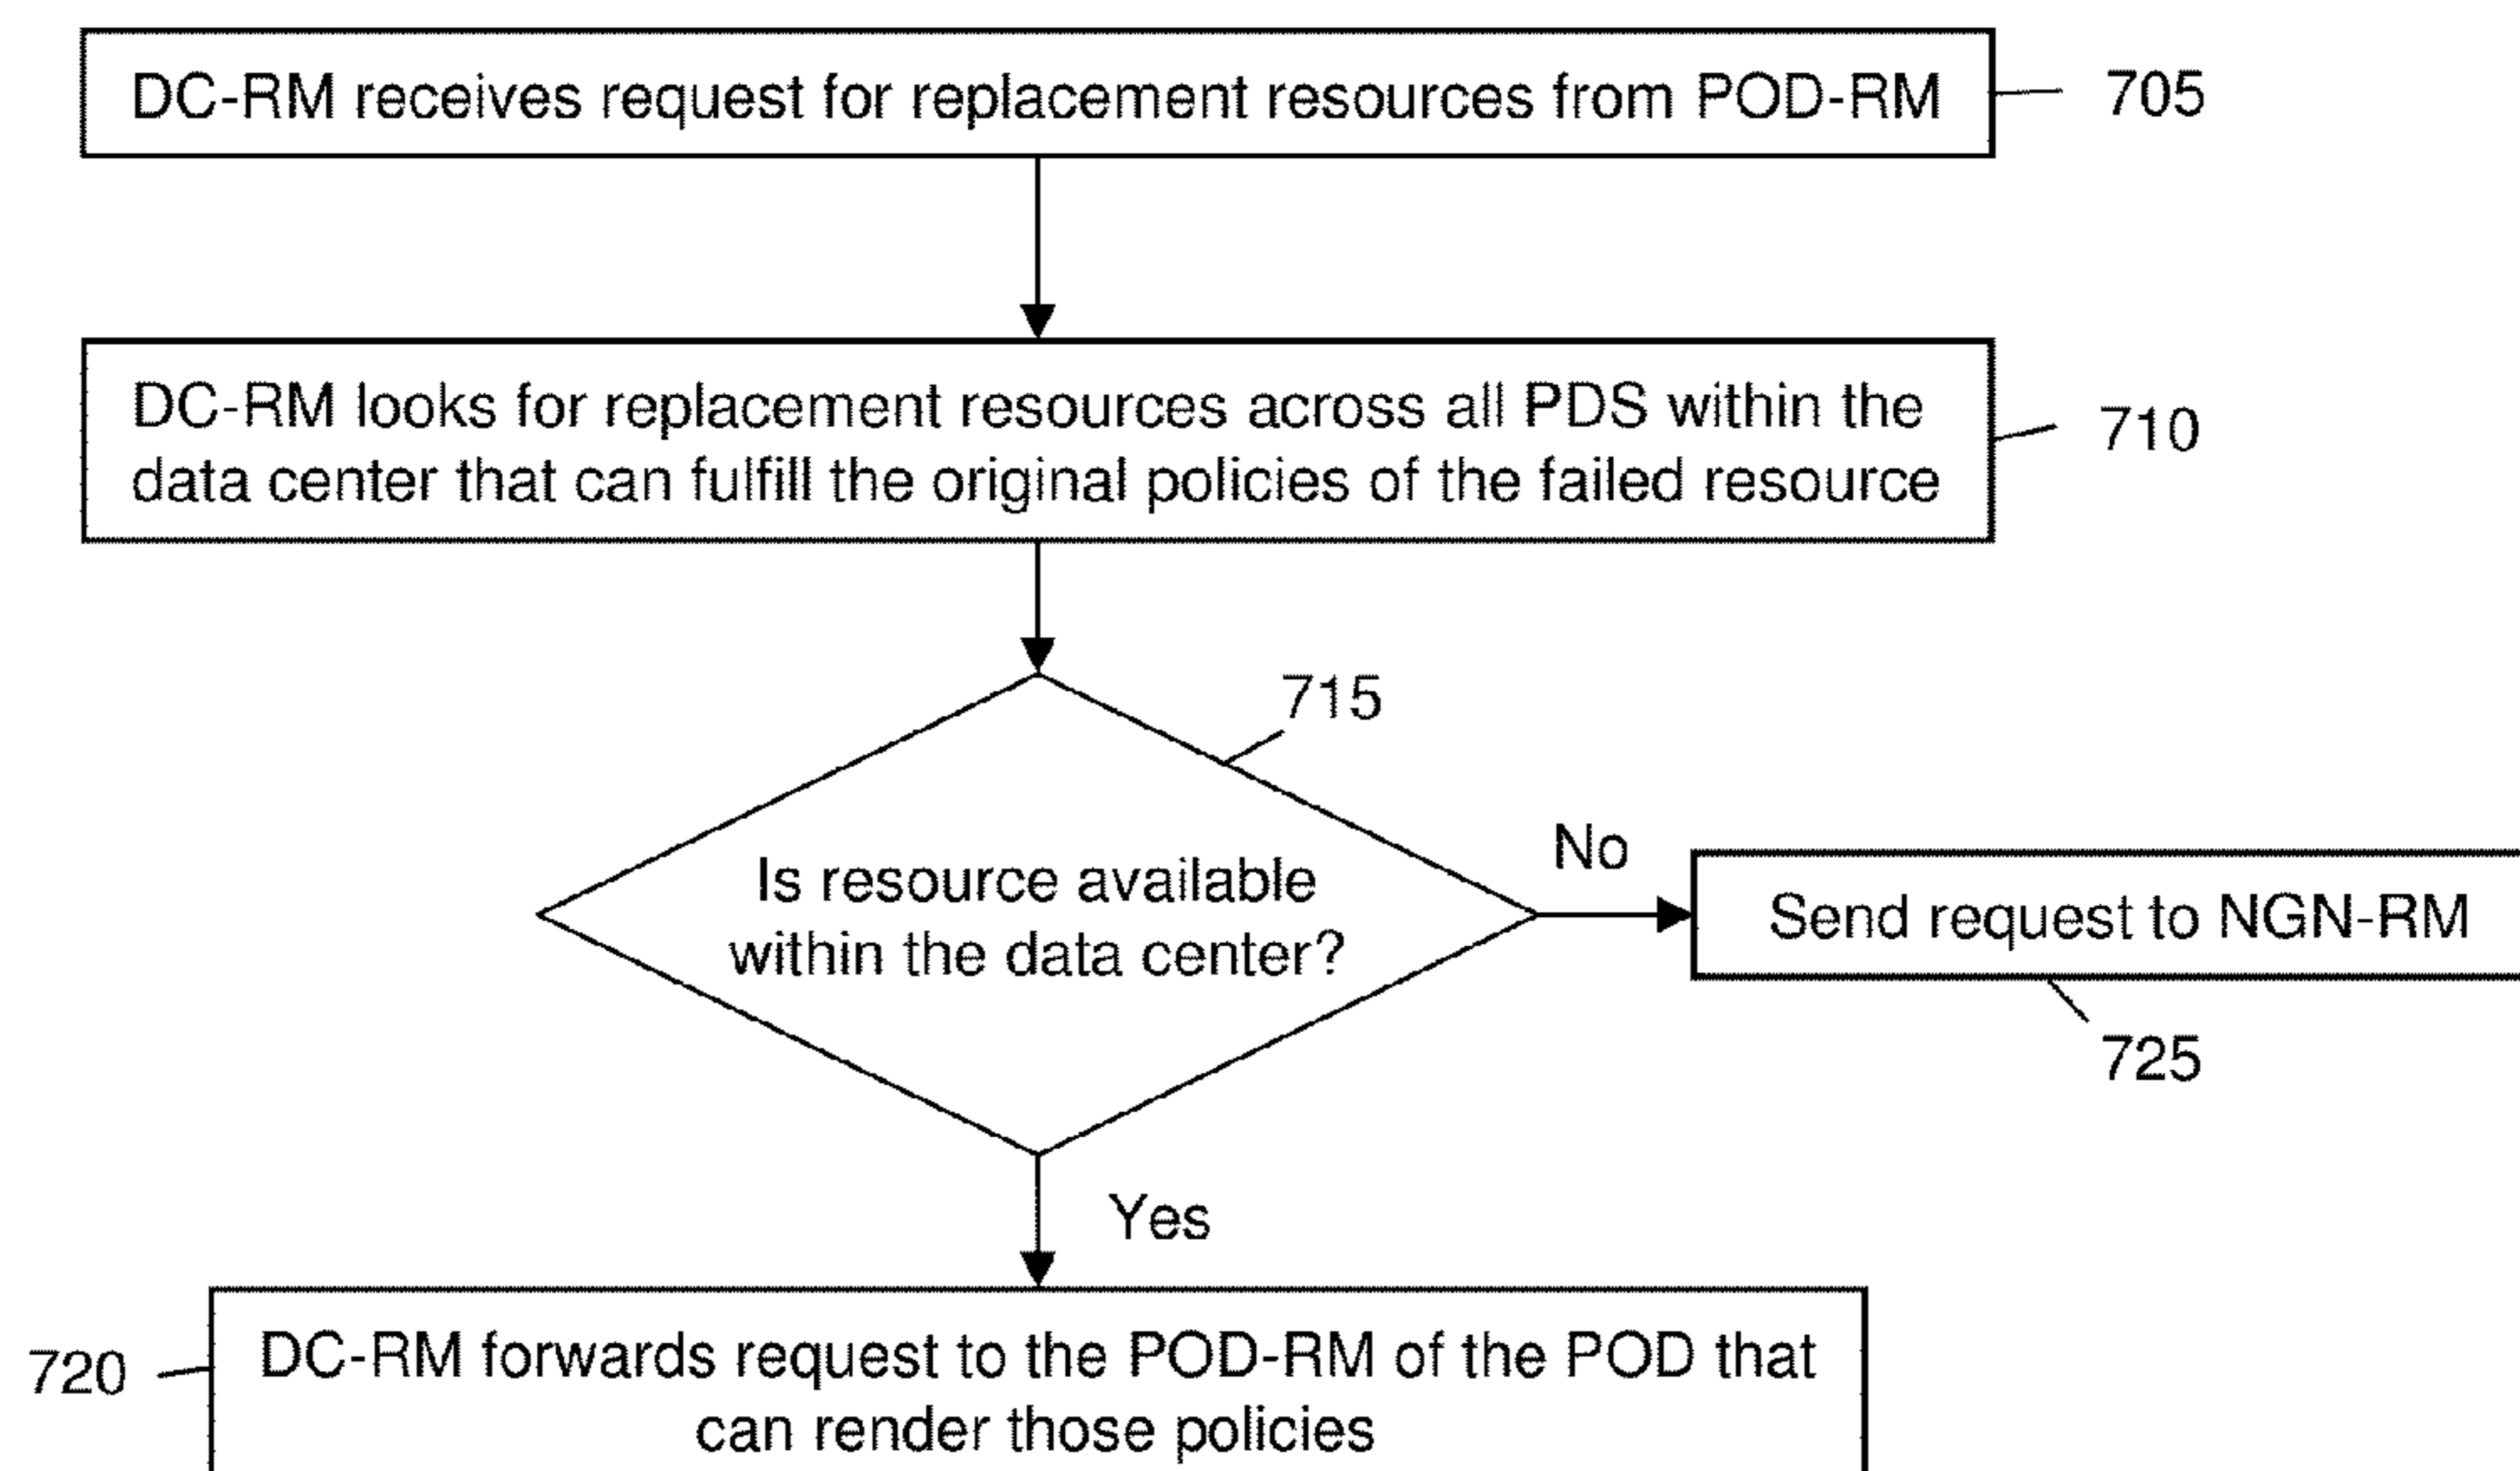 DC-RM receives request for replacement resources from POD-RM
705
DC-RM looks for replacement resources across all PDS within the
data center that can fulfill the original policies of the failed resource
710
715
Is resource available
within the data center?
No
Send request to NGN-RM
725
Yes
720
DC-RM forwards request to the POD-RM of the POD that
can render those policies